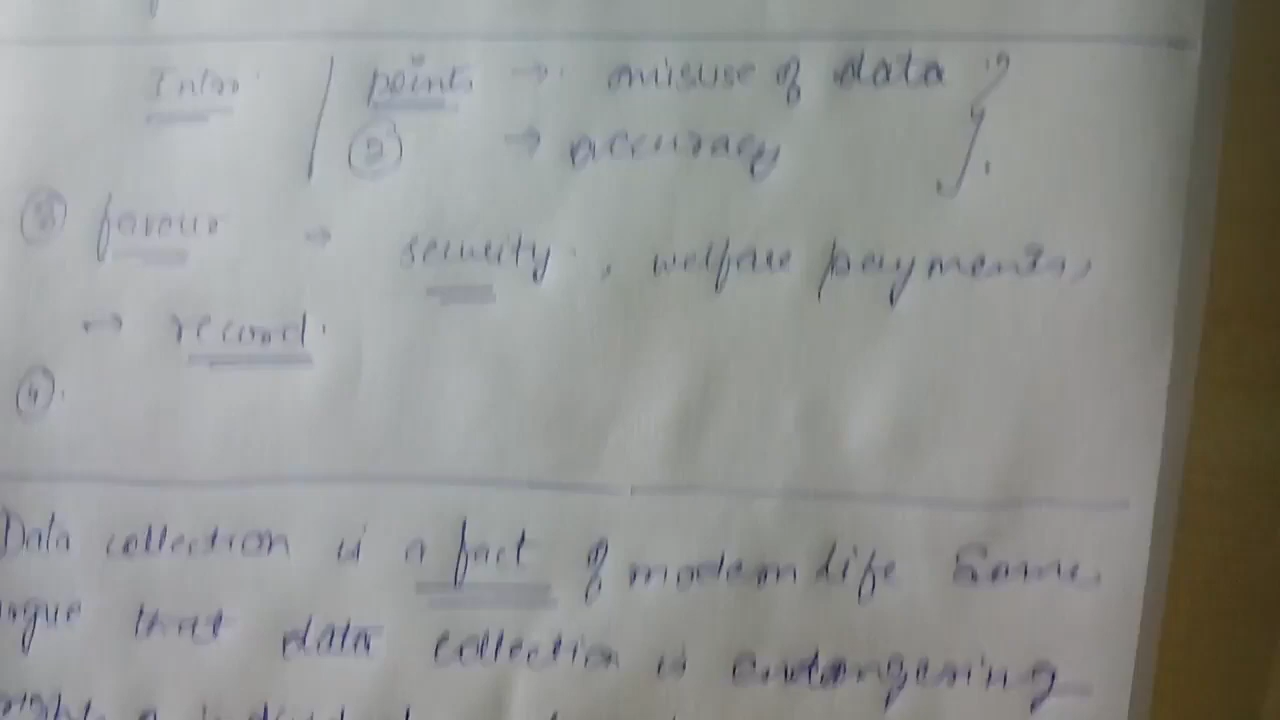 Intro. / points → misuse of data }
② → accuracy
③ favour → security, welfare payments,
↔ record.
④.
Data collection is a fact of modern life Some
argue that data collection is endangering